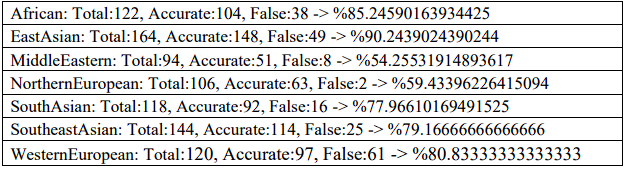 African: Total:122, Accurate:104, False:38 -> %85.24590163934425
EastAsian: Total:164, Accurate:148, False:49 -> %90.2439024390244
MiddleEastern: Total:94, Accurate:51, False:8 -> %54.25531914893617
NorthernEuropean: Total:106, Accurate:63, False:2 -> %59.43396226415094
SouthAsian: Total:118, Accurate:92, False:16 -> %77.96610169491525
SoutheastAsian: Total:144, Accurate:114, False:25 -> %79.16666666666666
WesternEuropean: Total:120, Accurate:97, False:61 -> %80.83333333333333